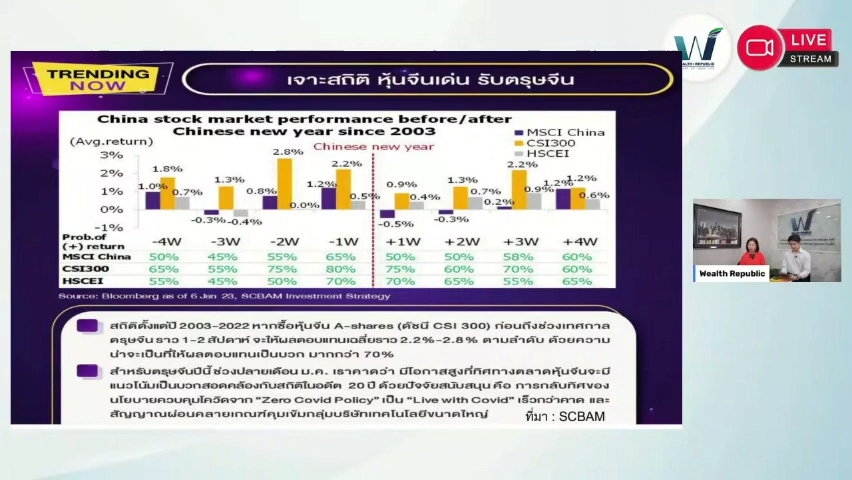 W
WEALTH REPUBLIC
LIVE
STREAM
TRENDING
NOW
เจาะสถิติ หุ้นจีนเด่น รับตรุษจีน
China stock market performance before/after
Chinese new year since 2003
(Avg.return)
Chinese new year
MSCI China
CSI300
HSCEI
3%
2%
1%
0%
-1%
1.0% 1.8% 0.7%
-0.3% 1.3% -0.4%
0.8% 2.8% 0.0%
1.2% 2.2% 0.5%
-0.5% 0.9% 0.4%
-0.3% 1.3% 0.7%
0.2% 2.2% 0.9%
1.2% 1.2% 0.6%
Prob.of
(+) return -4W -3W -2W -1W +1W +2W +3W +4W
MSCI China 50% 45% 55% 65% 50% 50% 58% 60%
CSI300 65% 55% 75% 80% 75% 60% 70% 60%
HSCEI 55% 45% 50% 70% 70% 65% 55% 65%
Source: Bloomberg as of 6 Jan 23, SCBAM Investment Strategy
สถิติตั้งแต่ปี 2003-2022 หากซื้อหุ้นจีน A-shares (ดัชนี CSI 300) ก่อนถึงช่วงเทศกาล
ตรุษจีน ราว 1-2 สัปดาห์ จะให้ผลตอบแทนเฉลี่ยราว 2.2%-2.8% ตามลำดับ ด้วยความ
น่าจะเป็นที่ให้ผลตอบแทนเป็นบวก มากกว่า 70%
สำหรับตรุษจีนปีนี้ ช่วงปลายเดือน ม.ค. เราคาดว่า มีโอกาสสูงที่ทิศทางตลาดหุ้นจีนจะมี
แนวโน้มเป็นบวกสอดคล้องกับสถิติในอดีต 20 ปี ด้วยปัจจัยสนับสนุน คือ การกลับทิศของ
นโยบายควบคุมโควิดจาก “Zero Covid Policy” เป็น “Live with Covid” เร็วกว่าคาด และ
สัญญาณผ่อนคลายเกณฑ์คุมเข้มกลุ่มบริษัทเทคโนโลยีขนาดใหญ่
ที่มา : SCBAM
Wealth Republic